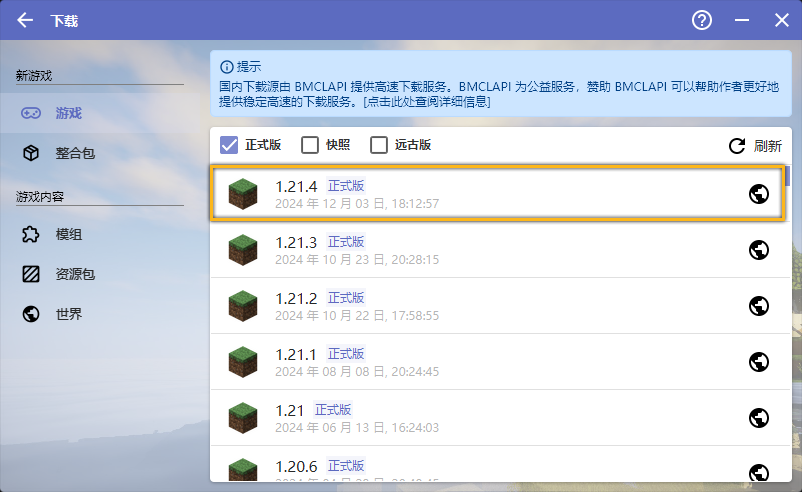 下载
新游戏
游戏
整合包
游戏内容
模组
资源包
世界
提示
国内下载源由 BMCLAPI 提供高速下载服务。BMCLAPI 为公益服务，赞助 BMCLAPI 可以帮助作者更好地
提供稳定高速的下载服务。[点击此处查阅详细信息]
正式版 快照 远古版 刷新
1.21.4 正式版
2024 年 12 月 03 日, 18:12:57
1.21.3 正式版
2024 年 10 月 23 日, 20:28:15
1.21.2 正式版
2024 年 10 月 22 日, 17:58:55
1.21.1 正式版
2024 年 08 月 08 日, 20:24:45
1.21 正式版
2024 年 06 月 13 日, 16:24:03
1.20.6 正式版